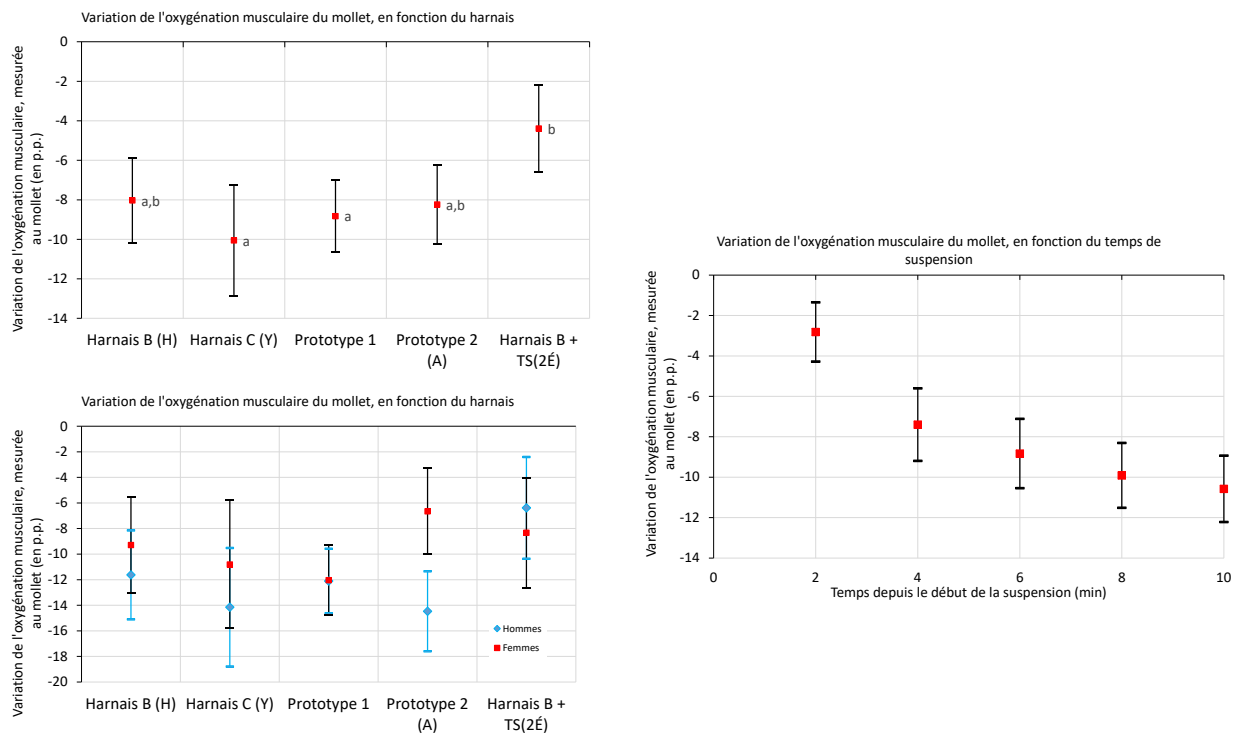 Variation de l'oxygénation musculaire du mollet, en fonction du harnais
Variation de l'oxygénation musculaire, mesurée
au mollet (en p.p.)
0
-2
-4
-6
-8
-10
-12
-14
a,b
a
a
a,b
b
Harnais B (H)
Harnais C (Y)
Prototype 1
Prototype 2
(A)
Harnais B +
TS(2É)
Variation de l'oxygénation musculaire du mollet, en fonction du harnais
Variation de l'oxygénation musculaire, mesurée
au mollet (en p.p.)
0
-2
-4
-6
-8
-10
-12
-14
-16
-18
-20
Hommes
Femmes
Harnais B (H)
Harnais C (Y)
Prototype 1
Prototype 2
(A)
Harnais B +
TS(2É)
Variation de l'oxygénation musculaire du mollet, en fonction du temps de
suspension
Variation de l'oxygénation musculaire, mesurée
au mollet (en p.p.)
0
-2
-4
-6
-8
-10
-12
-14
0
2
4
6
8
10
Temps depuis le début de la suspension (min)